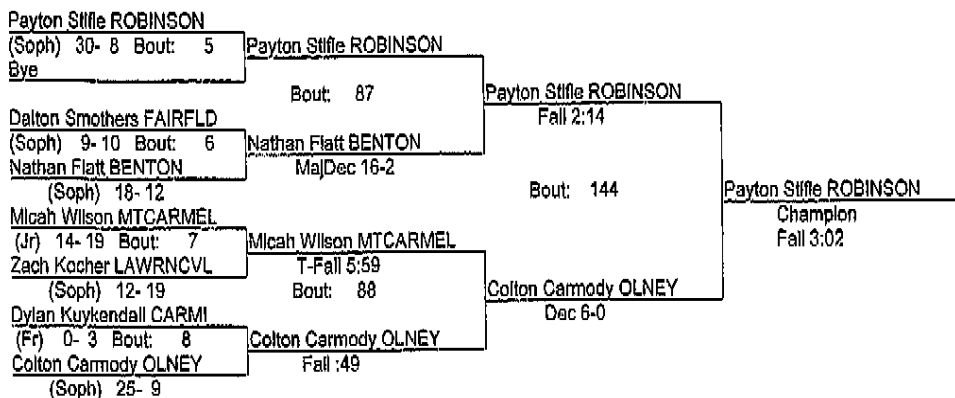 Payton Stifle ROBINSON
(Soph) 30- 8 Bout: 5
Bye
Payton Stifle ROBINSON
Bout: 87
Dalton Smothers FAIRFLD
(Soph) 9- 10 Bout: 6
Nathan Flatt BENTON
(Soph) 18- 12
Nathan Flatt BENTON
MajDec 16-2
Payton Stifle ROBINSON
Fall 2:14
Bout: 144
Micah Wilson MTCARMEL
(Jr) 14- 19 Bout: 7
Zach Kocher LAWRNCVL
(Soph) 12- 19
Micah Wilson MTCARMEL
T-Fall 5:59
Bout: 88
Dylan Kuykendall CARMI
(Fr) 0- 3 Bout: 8
Colton Carmody OLNEY
(Soph) 25- 9
Colton Carmody OLNEY
Fall :49
Colton Carmody OLNEY
Dec 6-0
Payton Stifle ROBINSON
Champion
Fall 3:02